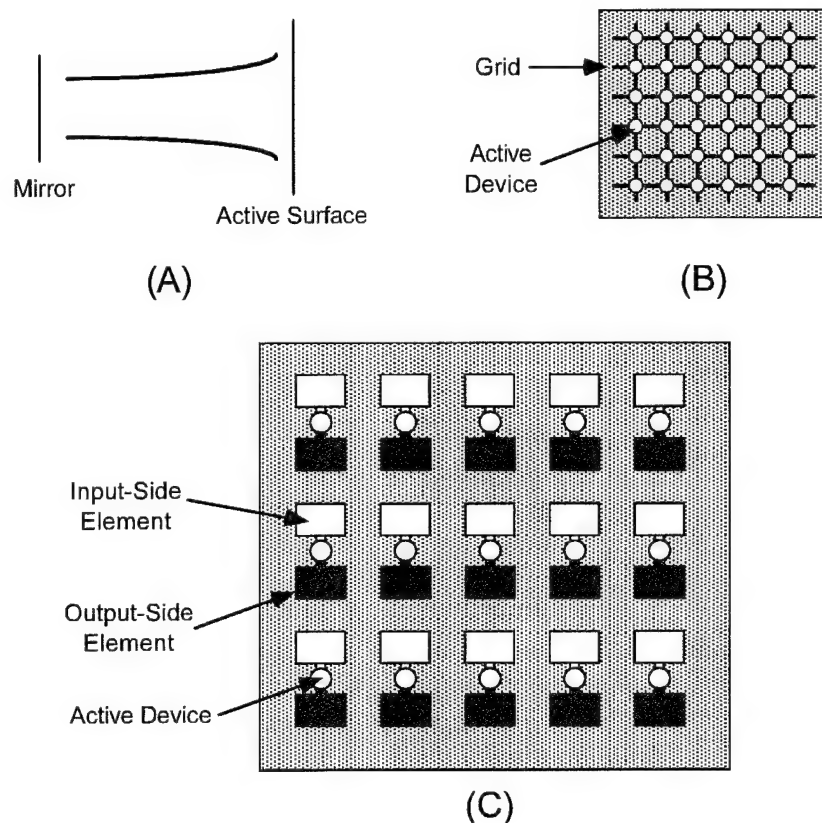 Mirror
Active Surface
(A)
Grid
Active
Device
(B)
Input-Side
Element
Output-Side
Element
Active Device
(C)